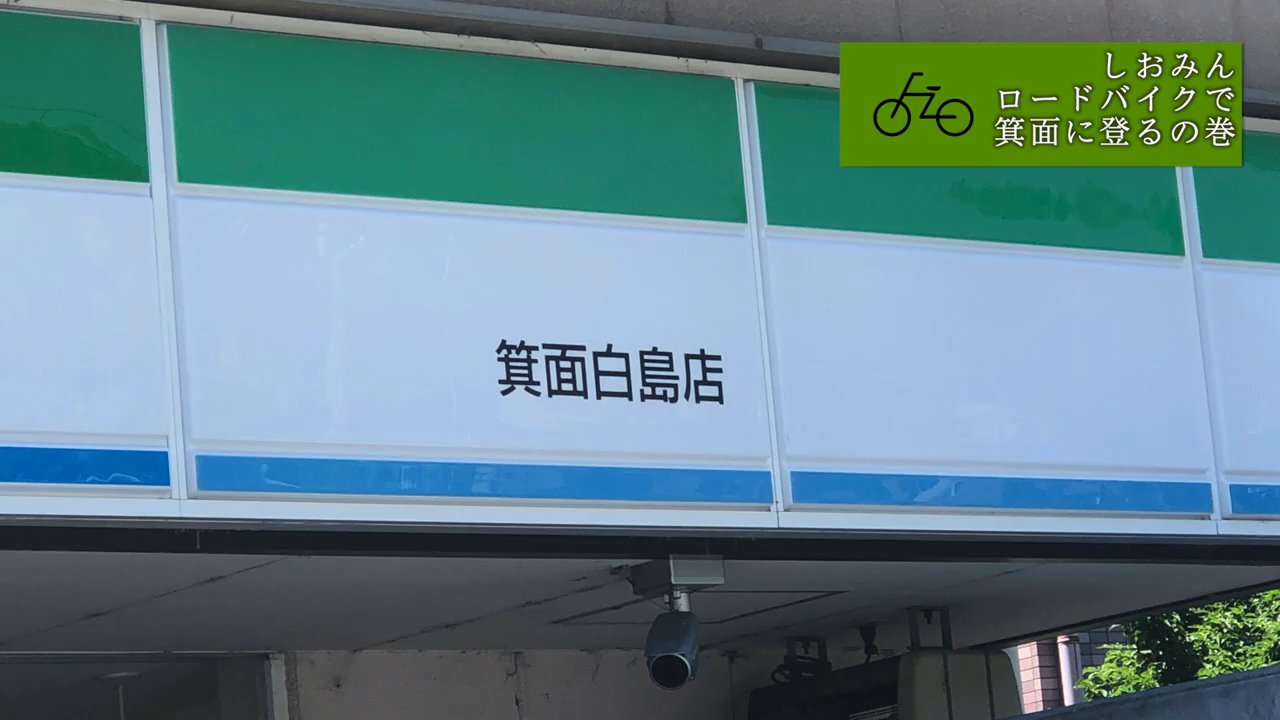 しおみん
ロードバイクで
箕面に登るの巻
箕面白島店